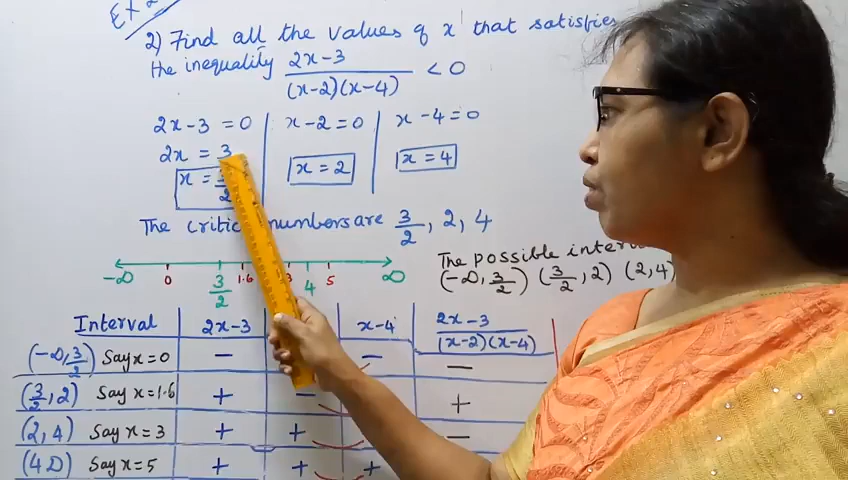 Ex 2
2) Find all the values of x that satisfies
the inequality (2x-3)/((x-2)(x-4)) < 0
2x-3 = 0 x-2 = 0 x-4 = 0
2x = 3 x = 2 x = 4
x =
The critic numbers are 3/2, 2, 4
-∞ 0 3/2 1.6 3 4 5 ∞
The possible
(-∞, 3/2) (3/2, 2) (2, 4)
Interval 2x-3 x-4 (2x-3)/((x-2)(x-4))
(-∞, 3/2) Say x=0 - - -
(3/2, 2) Say x=1.6 + - +
(2, 4) Say x=3 + + -
(4 ∞) Say x=5 + + +